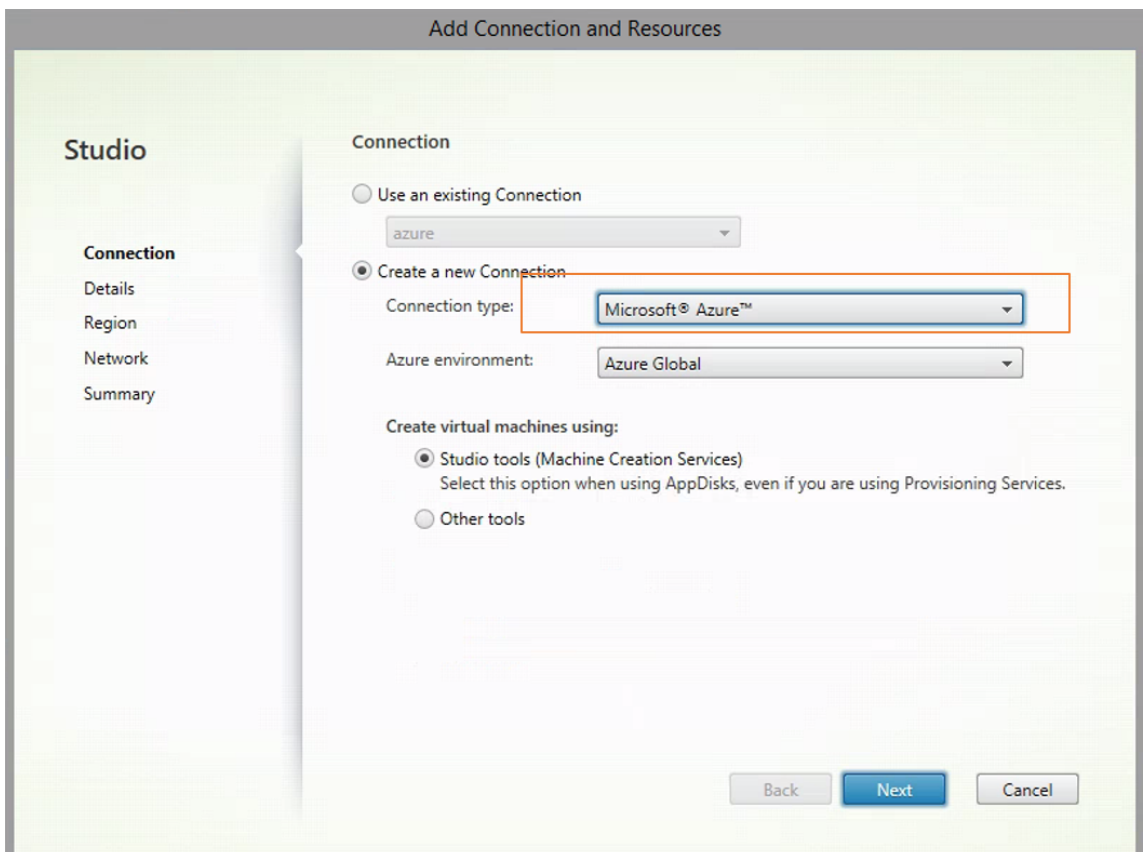 Add Connection and Resources
Studio
Connection
Details
Region
Network
Summary
Connection
Use an existing Connection
azure
Create a new Connection
Connection type:
Microsoft® Azure™
Azure environment:
Azure Global
Create virtual machines using:
Studio tools (Machine Creation Services)
Select this option when using AppDisks, even if you are using Provisioning Services.
Other tools
Back
Next
Cancel